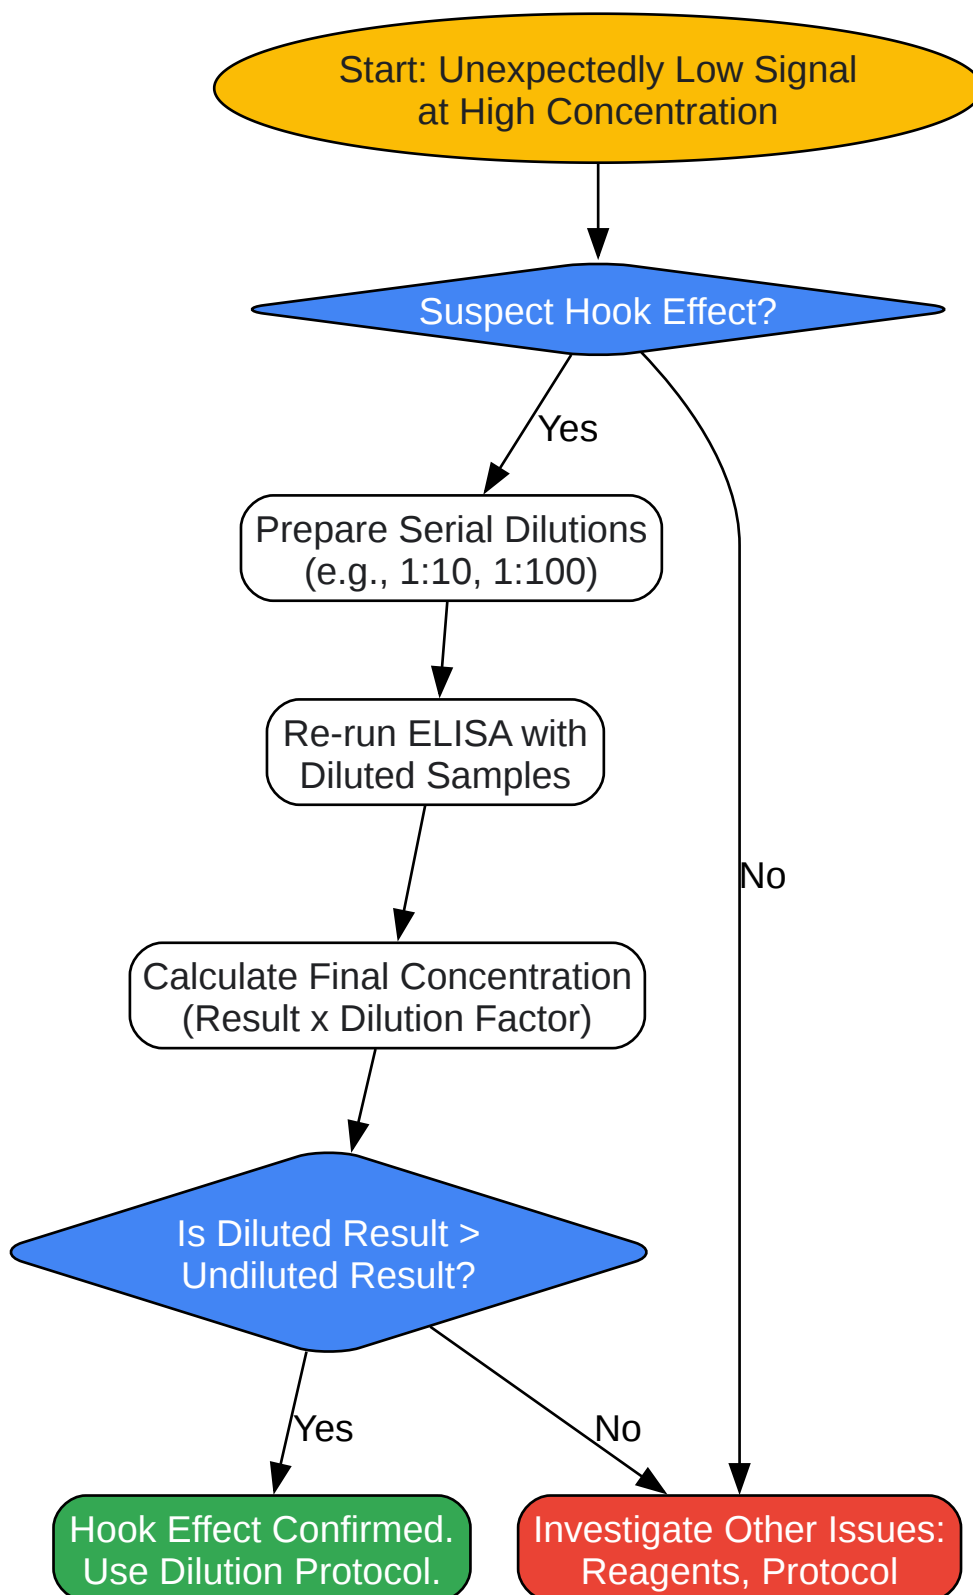 Start: Unexpectedly Low Signal
at High Concentration
Suspect Hook Effect?
Yes
Prepare Serial Dilutions
(e.g., 1:10, 1:100)
Re-run ELISA with
Diluted Samples
No
Calculate Final Concentration
(Result x Dilution Factor)
Is Diluted Result >
Undiluted Result?
Yes
No
Hook Effect Confirmed.
Use Dilution Protocol.
Investigate Other Issues:
Reagents, Protocol